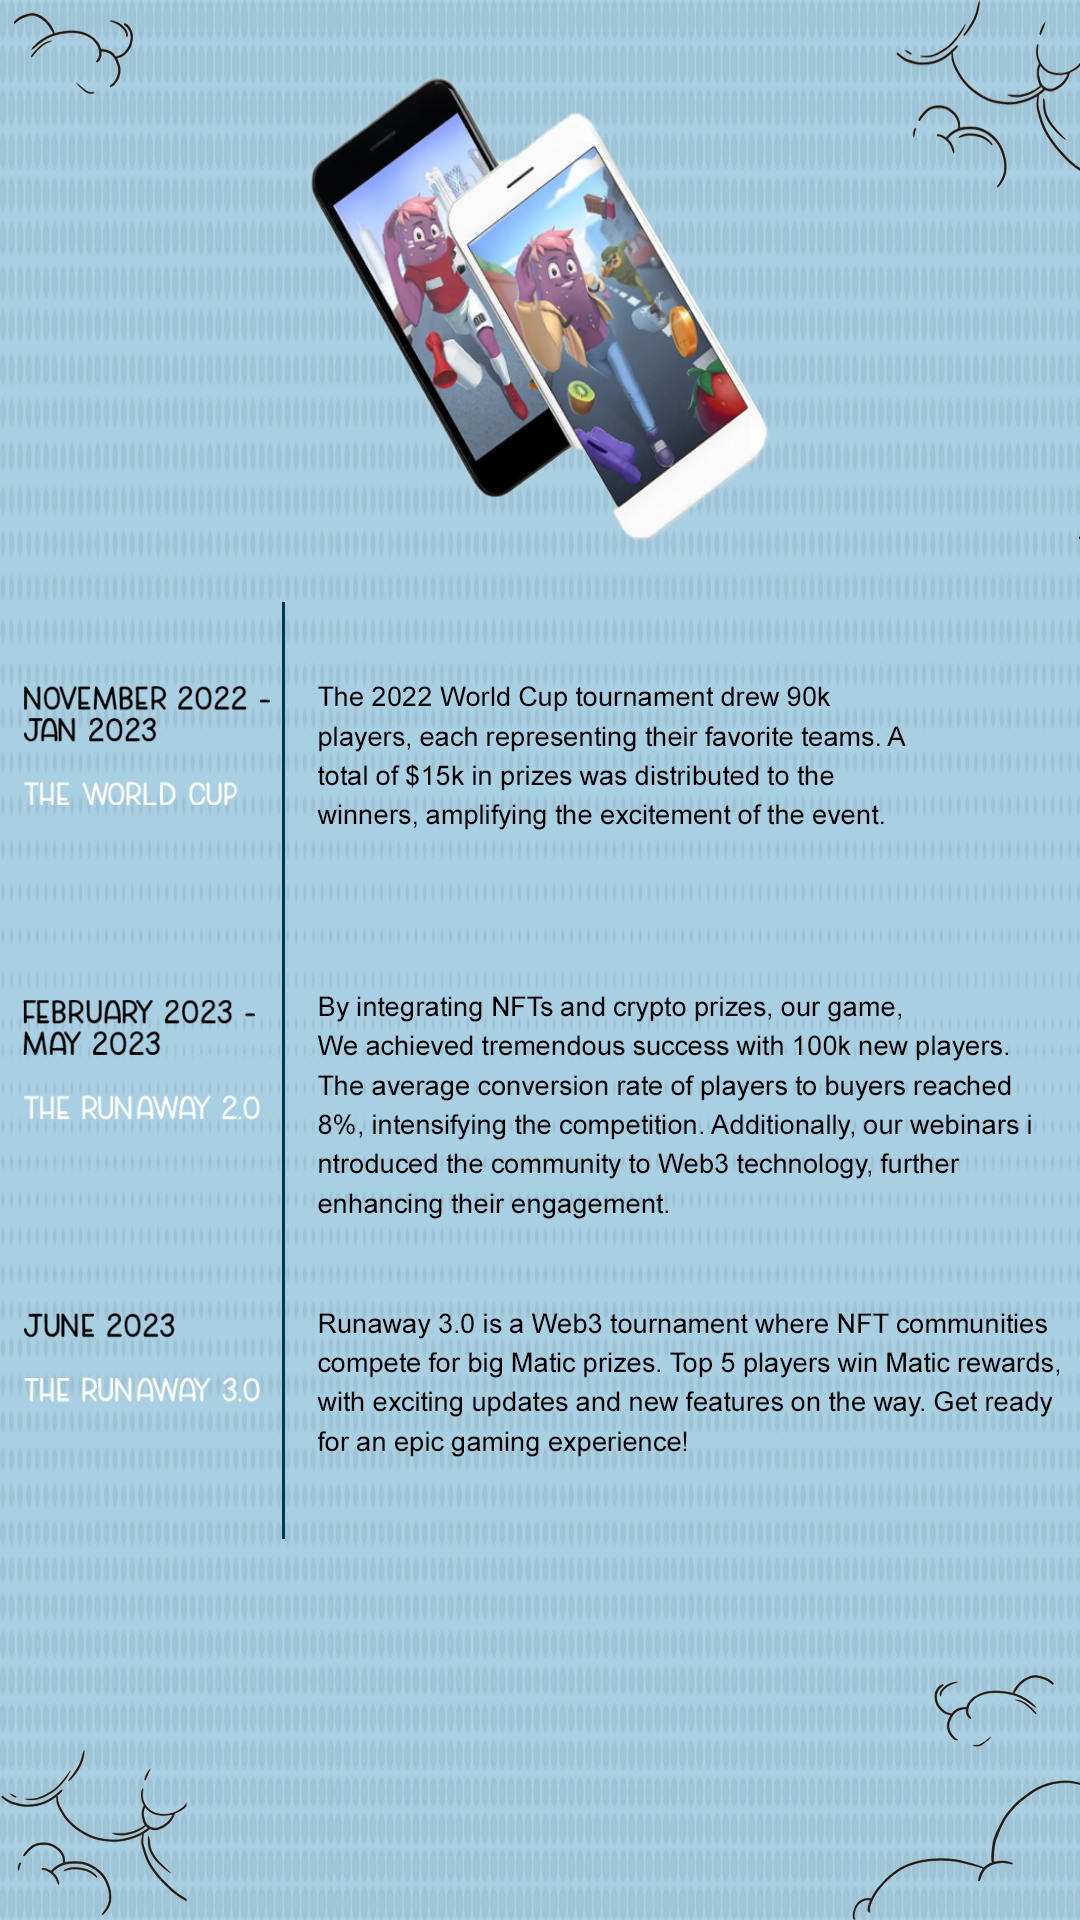 NOVEMBER 2022 -
JAN 2023
THE WORLD CUP
The 2022 World Cup tournament drew 90k
players, each representing their favorite teams. A
total of $15k in prizes was distributed to the
winners, amplifying the excitement of the event.
FEBRUARY 2023 -
MAY 2023
THE RUNAWAY 2.0
By integrating NFTs and crypto prizes, our game,
We achieved tremendous success with 100k new players.
The average conversion rate of players to buyers reached
8%, intensifying the competition. Additionally, our webinars i
ntroduced the community to Web3 technology, further
enhancing their engagement.
JUNE 2023
THE RUNAWAY 3.0
Runaway 3.0 is a Web3 tournament where NFT communities
compete for big Matic prizes. Top 5 players win Matic rewards,
with exciting updates and new features on the way. Get ready
for an epic gaming experience!